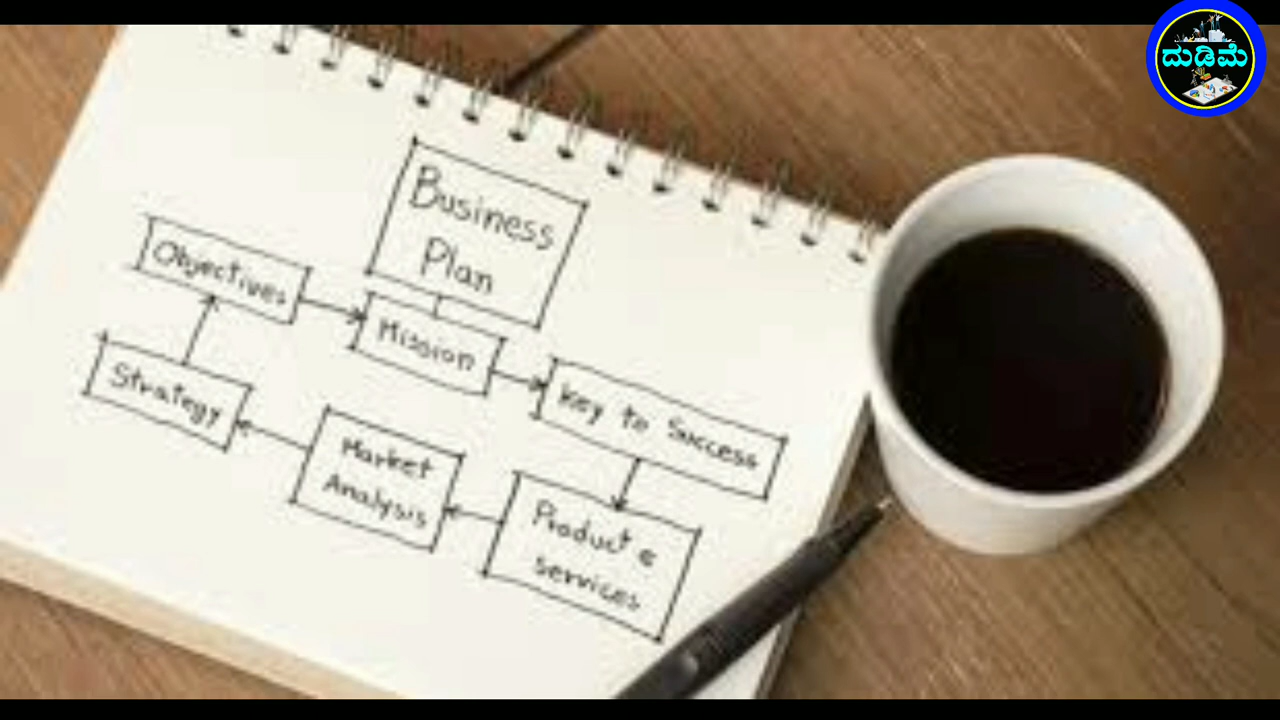 ದುಡಿಮೆ
Business
Plan
Objectives
Mission
Key to Success
Strategy
Market
Analysis
Product e
services